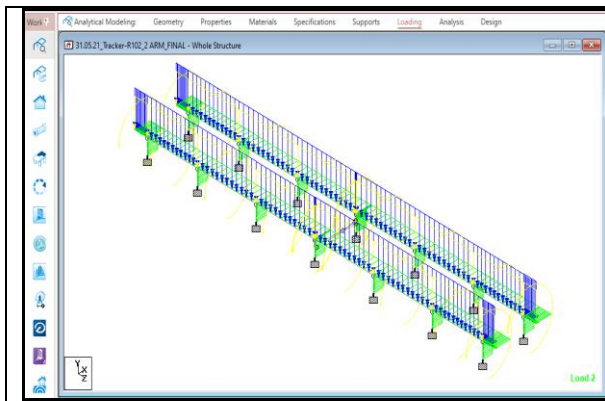 Work
Analytical Modeling: Geometry Properties Materials Specifications Supports Loading Analysis Design
31.05.21_Tracker-R102_2 ARM_FINAL - Whole Structure
Y
X
Z
Load 2